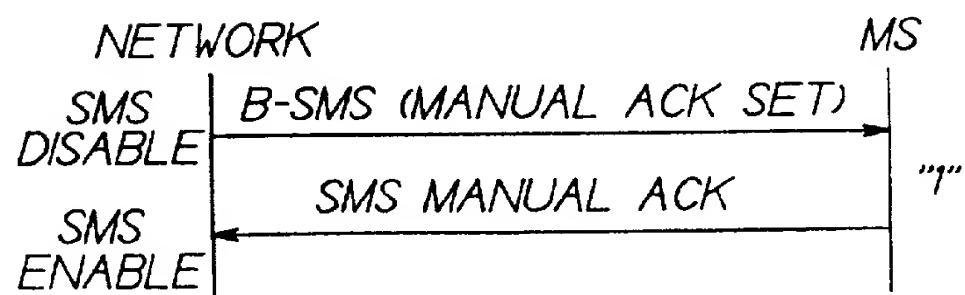 NETWORK
MS
SMS
DISABLE
B-SMS (MANUAL ACK SET)
"1"
SMS MANUAL ACK
SMS
ENABLE